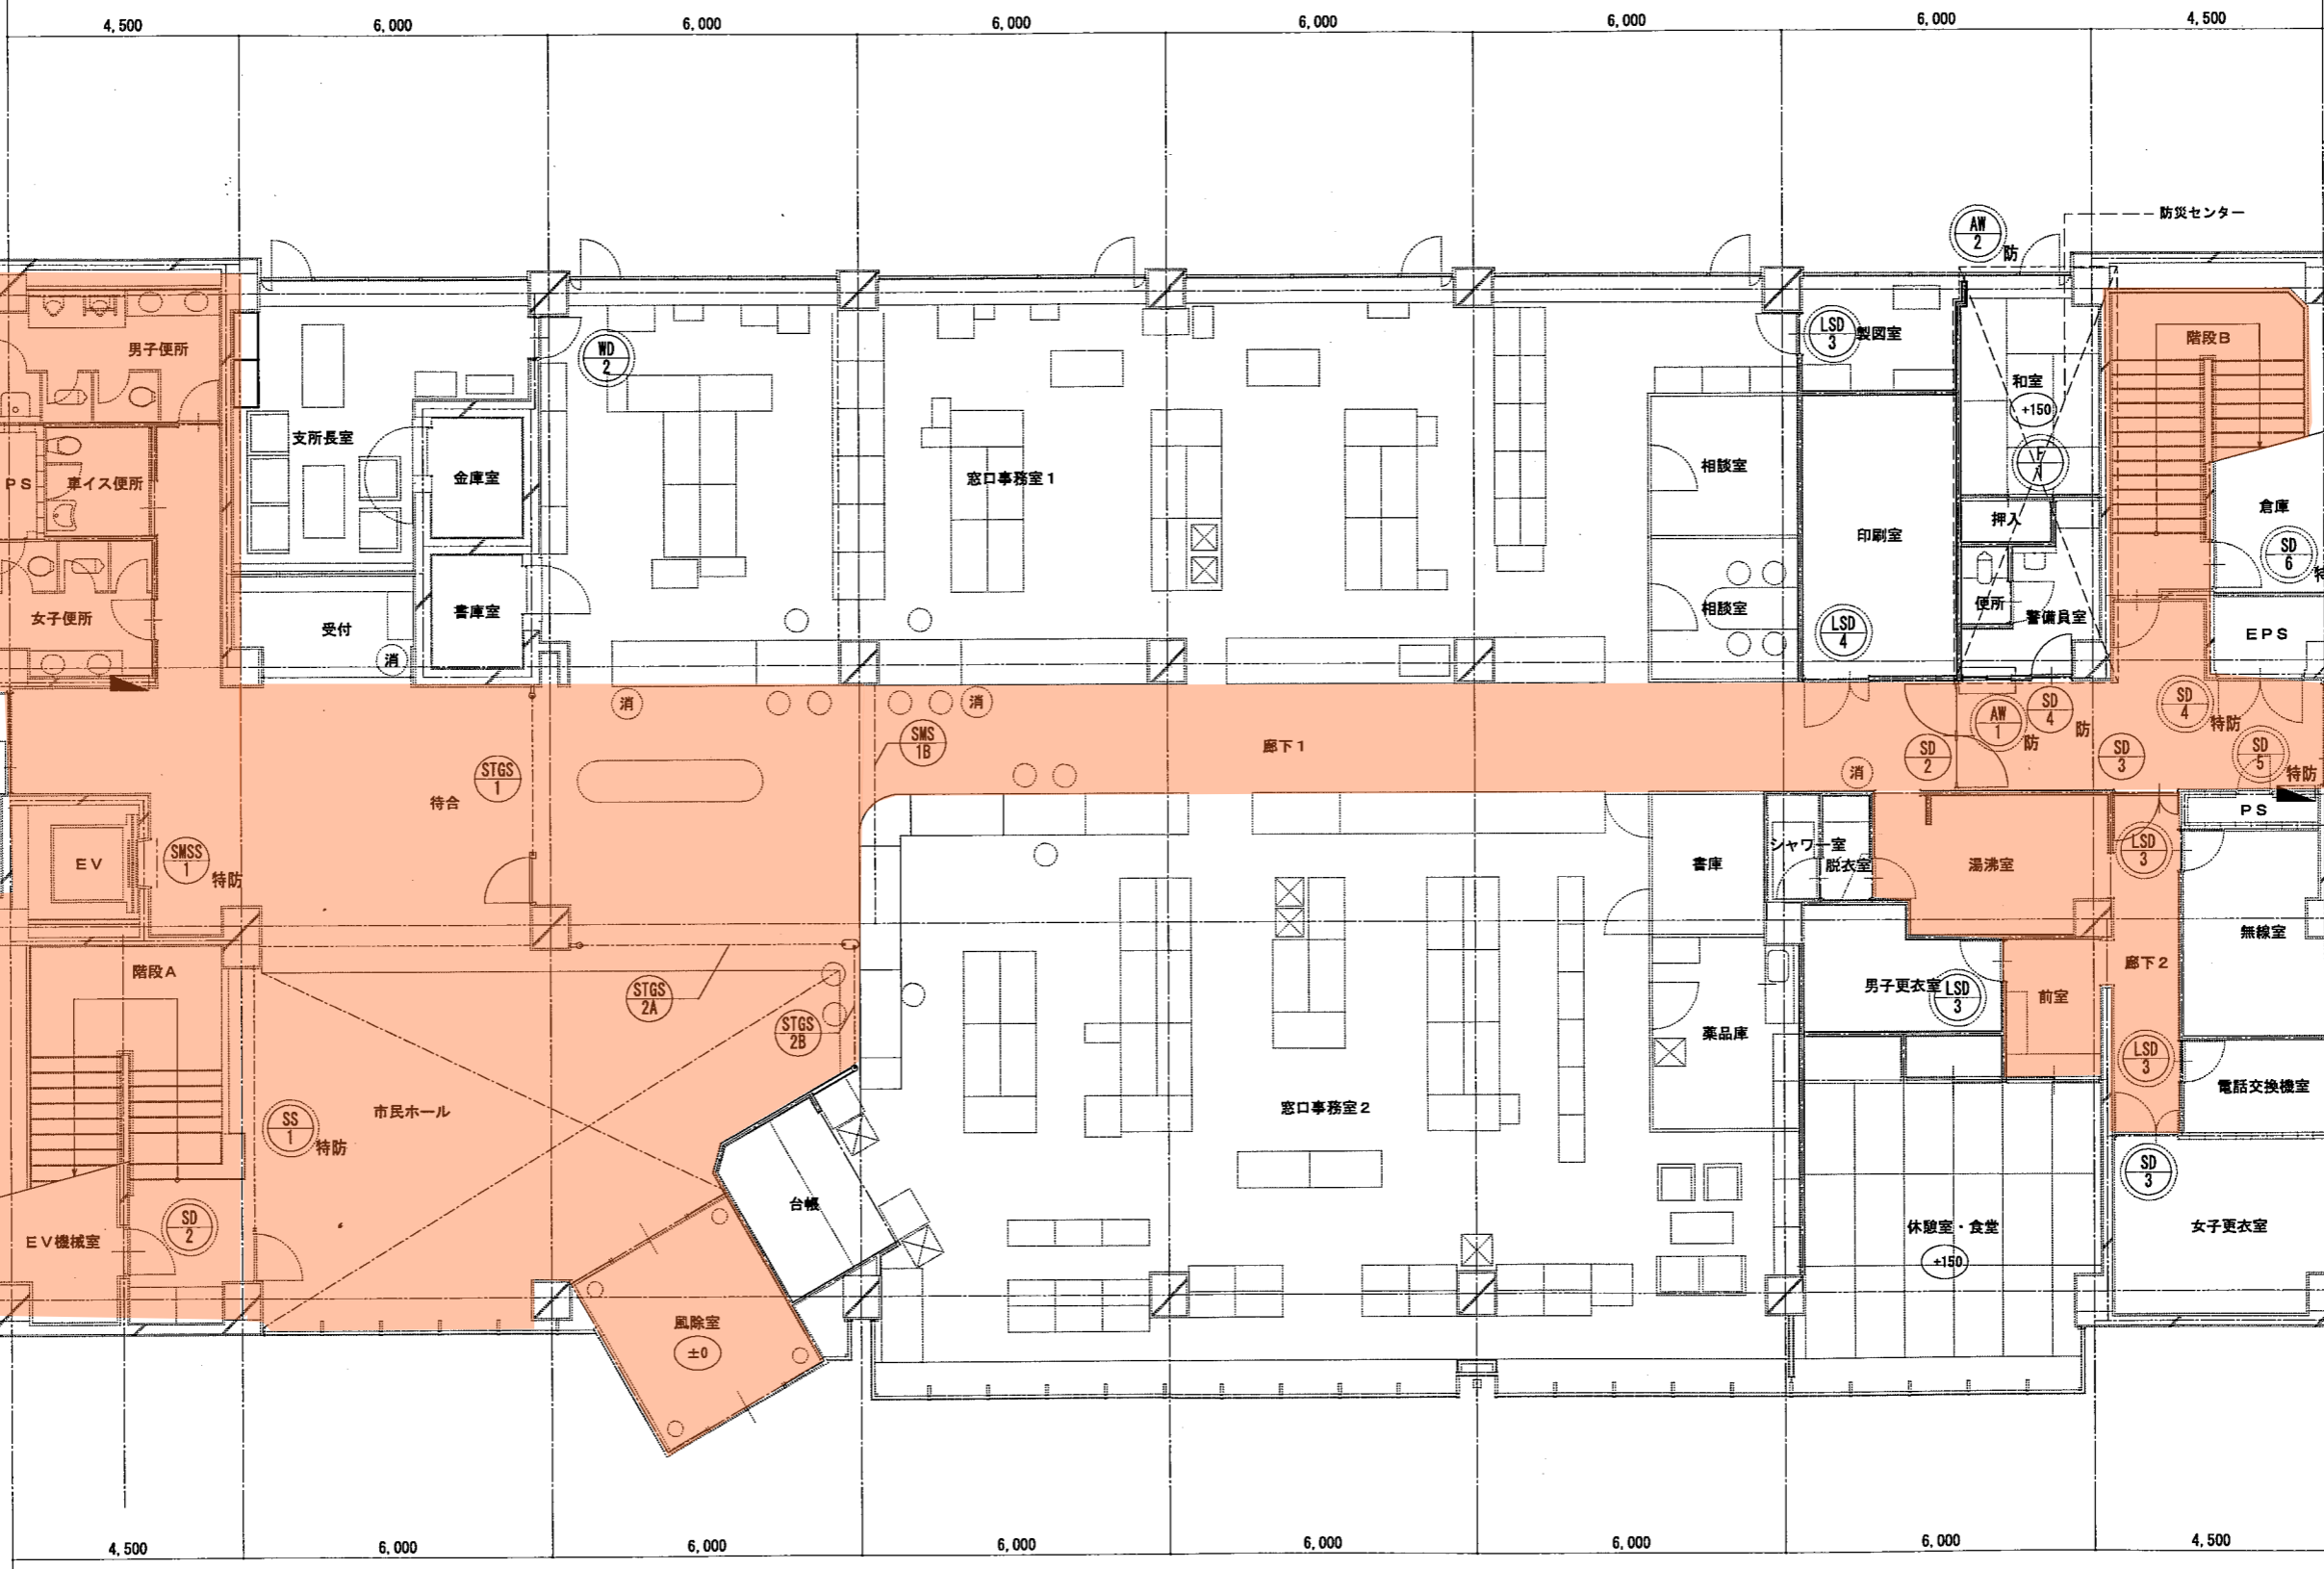 4,500 6,000 6,000 6,000 6,000 6,000 6,000 4,500
防災センター
AW 2 防
男子便所
WD 2
LSD 3 製図室
階段B
和室
+150
支所長室
金庫室
窓口事務室1
相談室
PS
車イス便所
押入
倉庫
印刷室
SD 6 特
女子便所
受付
書庫室
相談室
便所
警備員室
LSD 4
EPS
消
消
消
SMS 1B
廊下1
AW 1 防
SD 4 防
SD 4 特防
SD 2
SD 3
SD 5 特防
消
STGS 1
待合
PS
EV
SMSS 1 特防
書庫
シャワー室
脱衣室
湯沸室
LSD 3
無線室
階段A
廊下2
STGS 2A
STGS 2B
男子更衣室
LSD 3
前室
薬品庫
LSD 3
電話交換機室
市民ホール
SS 1 特防
窓口事務室2
SD 3
台帳
SD 2
EV機械室
休憩室・食堂
+150
女子更衣室
風除室
±0
4,500 6,000 6,000 6,000 6,000 6,000 6,000 4,500